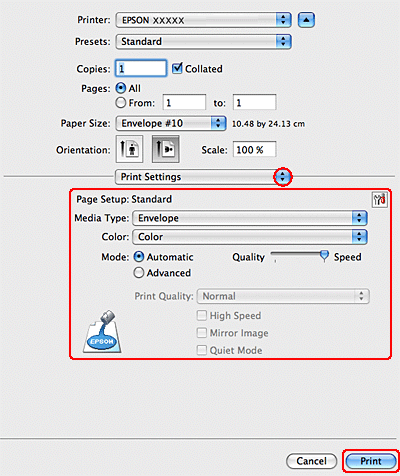 Printer: EPSON XXXXX
Presets: Standard
Copies: 1 Collated
Pages: All
From: 1 to: 1
Paper Size: Envelope #10 10.48 by 24.13 cm
Orientation: Scale: 100 %
Print Settings
Page Setup: Standard
Media Type: Envelope
Color: Color
Mode: Automatic Quality Speed
Advanced
Print Quality: Normal
High Speed
Mirror Image
EPSON Quiet Mode
Cancel Print